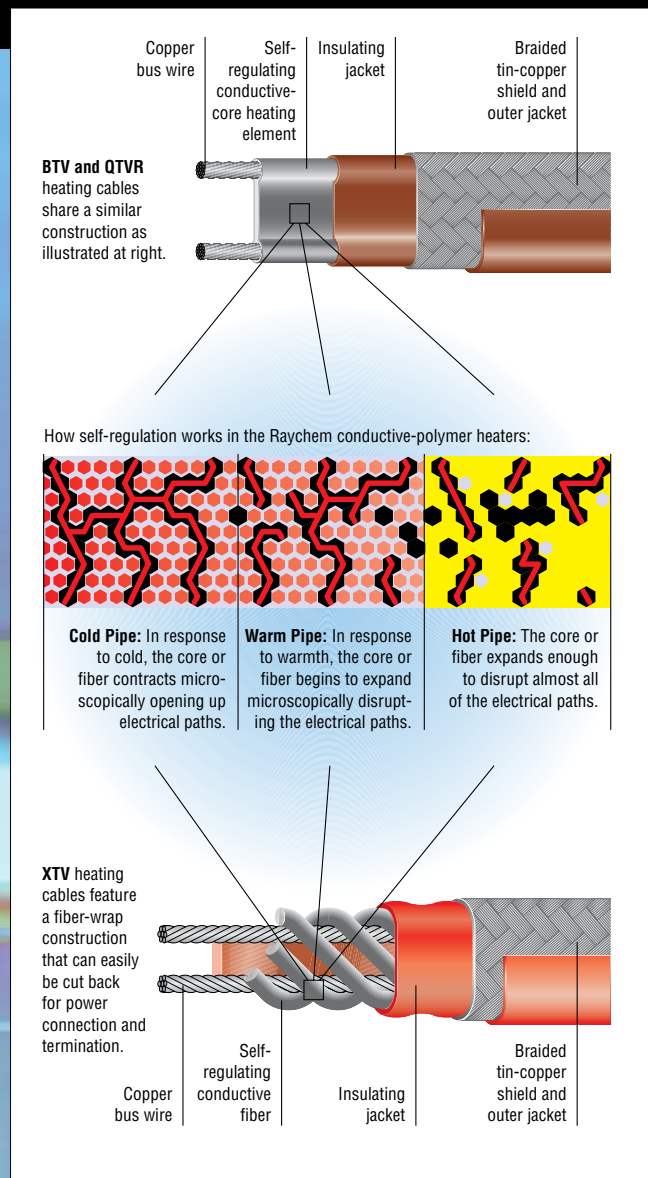 Copper
bus wire
Self-
regulating
conductive-
core heating
element
Insulating
jacket
Braided
tin-copper
shield and
outer jacket
BTV and QTVR
heating cables
share a similar
construction as
illustrated at right.
How self-regulation works in the Raychem conductive-polymer heaters:
Cold Pipe: In response
to cold, the core or
fiber contracts micro-
scopically opening up
electrical paths.
Warm Pipe: In response
to warmth, the core or
fiber begins to expand
microscopically disrupt-
ing the electrical paths.
Hot Pipe: The core or
fiber expands enough
to disrupt almost all
of the electrical paths.
XTV heating
cables feature
a fiber-wrap
construction
that can easily
be cut back
for power
connection and
termination.
Copper
bus wire
Self-
regulating
conductive
fiber
Insulating
jacket
Braided
tin-copper
shield and
outer jacket